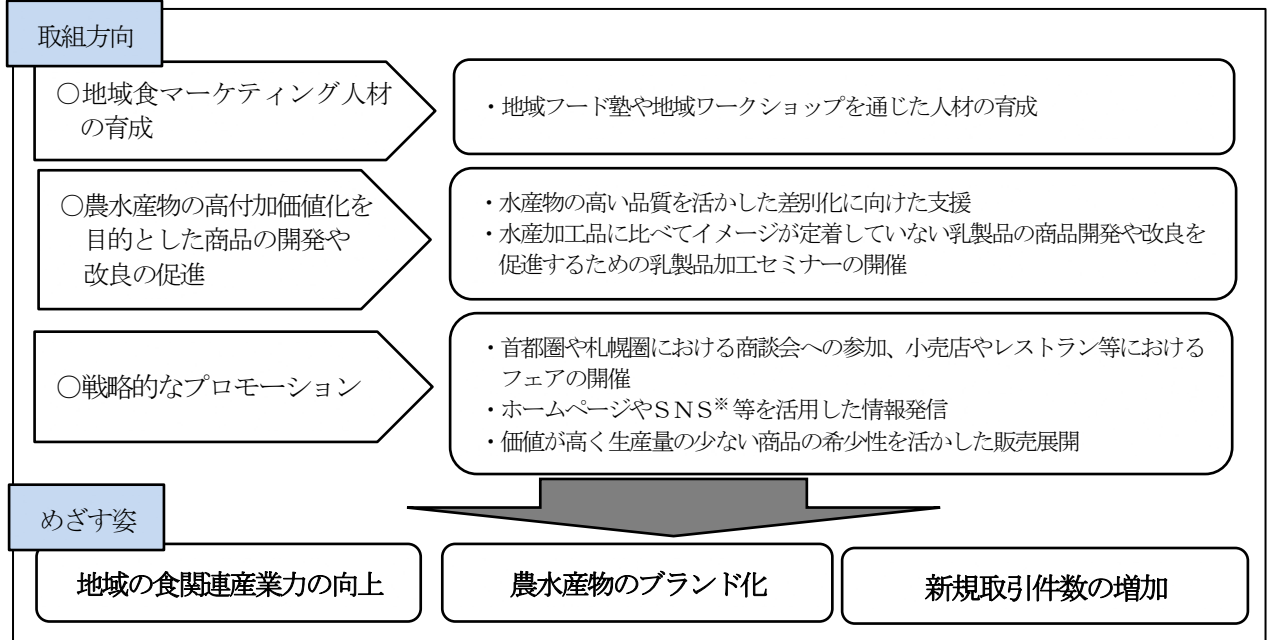 取組方向
○地域食マーケティング人材
の育成
・地域フード塾や地域ワークショップを通じた人材の育成
○農水産物の高付加価値化を
目的とした商品の開発や
改良の促進
・水産物の高い品質を活かした差別化に向けた支援
・水産加工品に比べてイメージが定着していない乳製品の商品開発や改良を
促進するための乳製品加工セミナーの開催
○戦略的なプロモーション
・首都圏や札幌圏における商談会への参加、小売店やレストラン等における
フェアの開催
・ホームページやＳＮＳ※等を活用した情報発信
・価値が高く生産量の少ない商品の希少性を活かした販売展開
めざす姿
地域の食関連産業力の向上
農水産物のブランド化
新規取引件数の増加